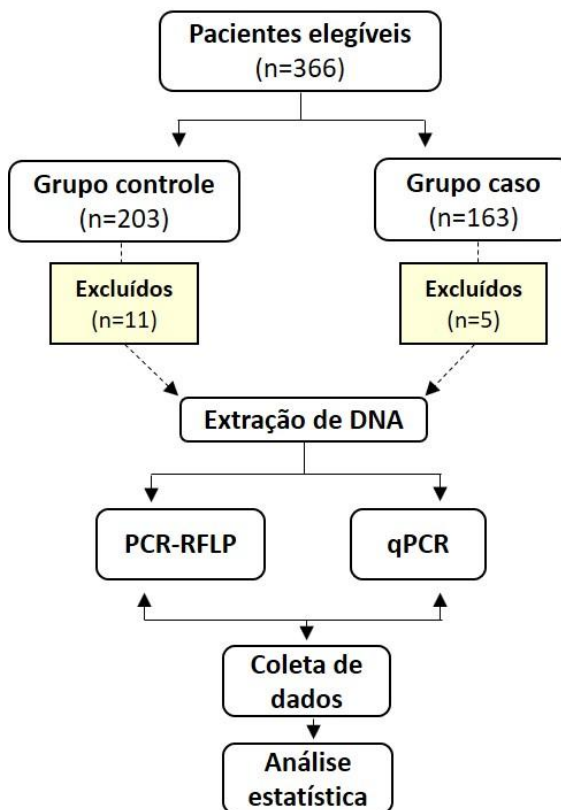 Pacientes elegíveis
(n=366)
Grupo controle
(n=203)
Grupo caso
(n=163)
Excluídos
(n=11)
Excluídos
(n=5)
Extração de DNA
PCR-RFLP
qPCR
Coleta de
dados
Análise
estatística